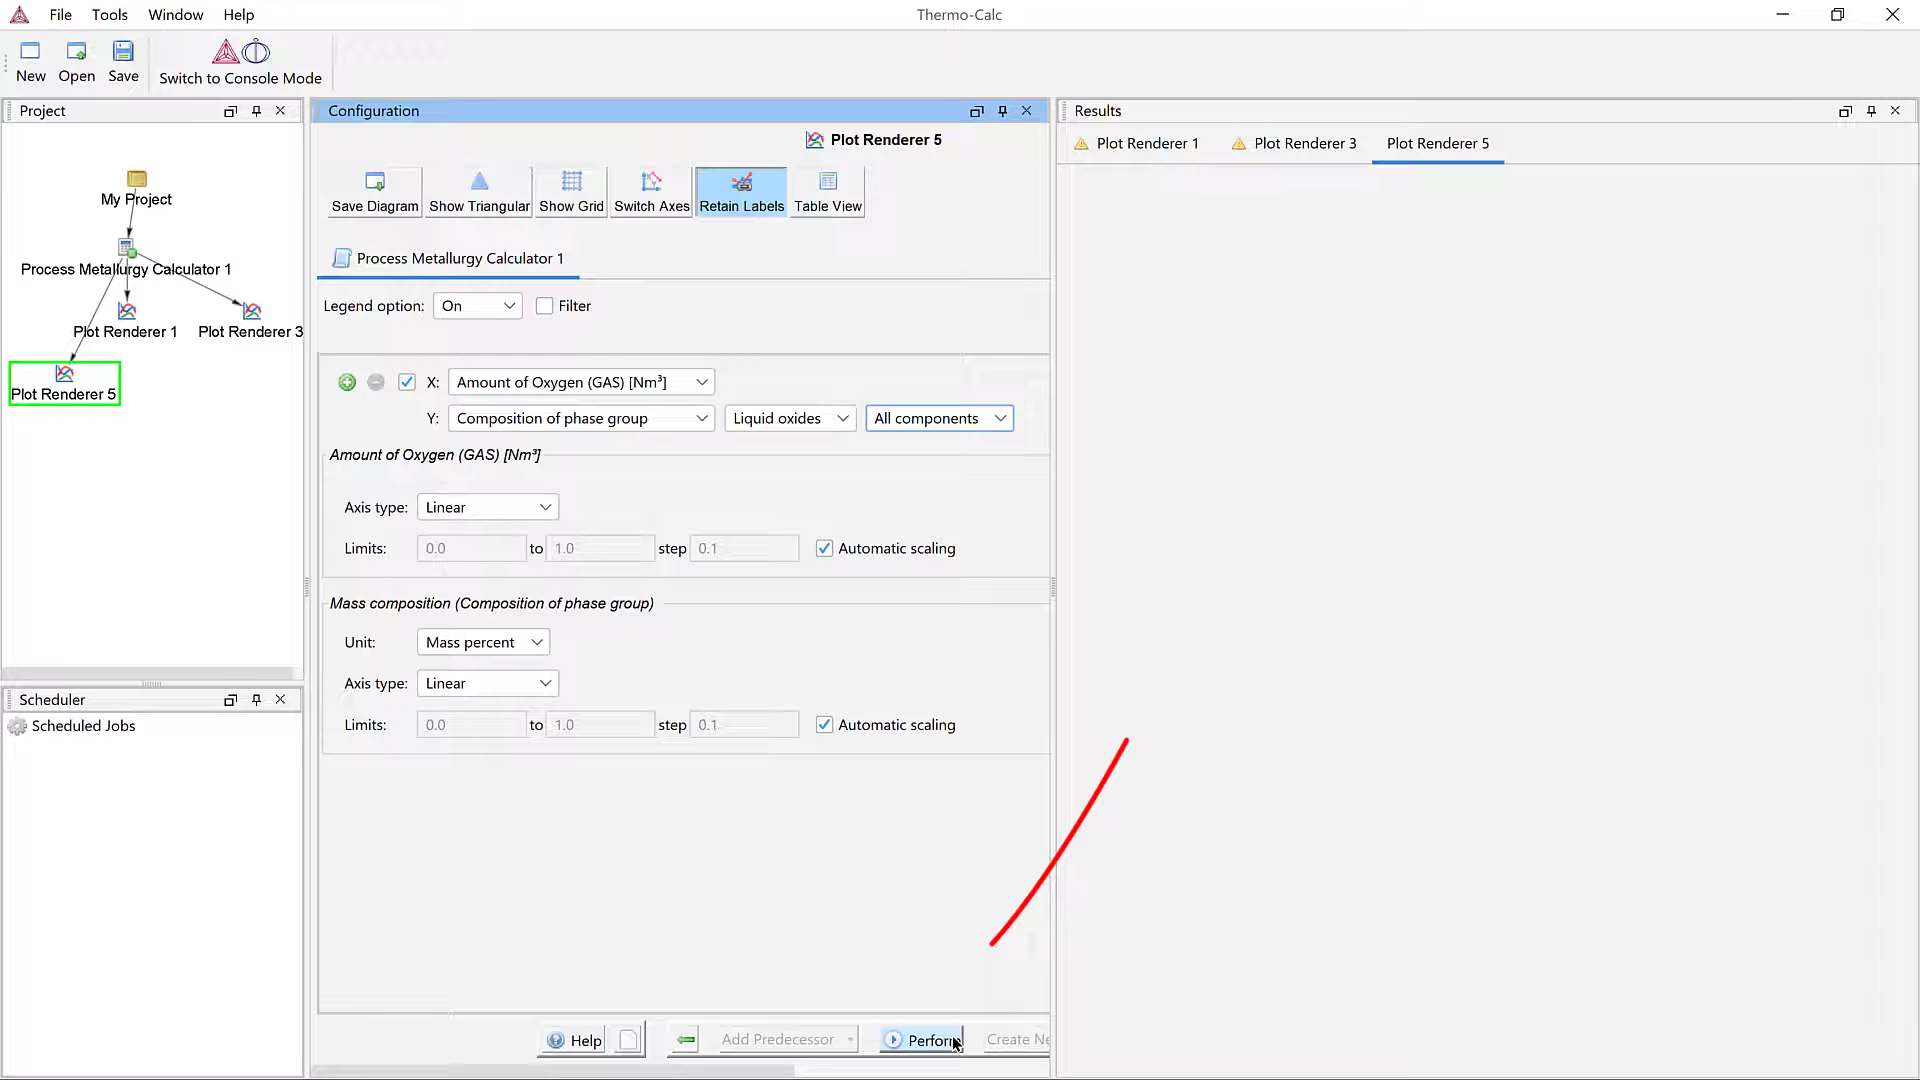 File Tools Window Help Thermo-Calc
New Open Save Switch to Console Mode
Project
My Project
Process Metallurgy Calculator 1
Plot Renderer 1 Plot Renderer 3
Plot Renderer 5
Scheduler
Scheduled Jobs
Configuration
Plot Renderer 5
Save Diagram Show Triangular Show Grid Switch Axes Retain Labels Table View
Process Metallurgy Calculator 1
Legend option: On Filter
X: Amount of Oxygen (GAS) [Nm³]
Y: Composition of phase group Liquid oxides All components
Amount of Oxygen (GAS) [Nm³]
Axis type: Linear
Limits: 0.0 to 1.0 step 0.1 Automatic scaling
Mass composition (Composition of phase group)
Unit: Mass percent
Axis type: Linear
Limits: 0.0 to 1.0 step 0.1 Automatic scaling
Help Add Predecessor Perform Create Ne
Results
Plot Renderer 1 Plot Renderer 3 Plot Renderer 5